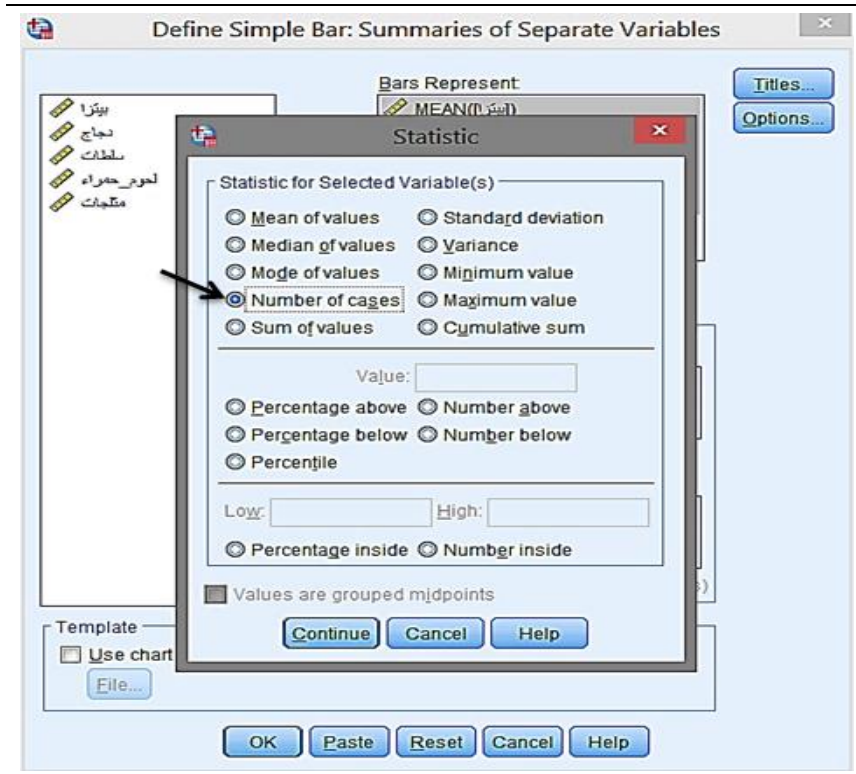 Define Simple Bar: Summaries of Separate Variables
Bars Represent:
MEAN([بيتزا])
Titles...
Options...
بيتزا
دجاج
سلطات
لحوم_حمراء
مثلجات
Statistic
Statistic for Selected Variable(s)
Mean of values Standard deviation
Median of values Variance
Mode of values Minimum value
Number of cases Maximum value
Sum of values Cumulative sum
Value:
Percentage above Number above
Percentage below Number below
Percentile
Low: High:
Percentage inside Number inside
Values are grouped midpoints
Continue Cancel Help
Template
Use chart
File...
OK Paste Reset Cancel Help